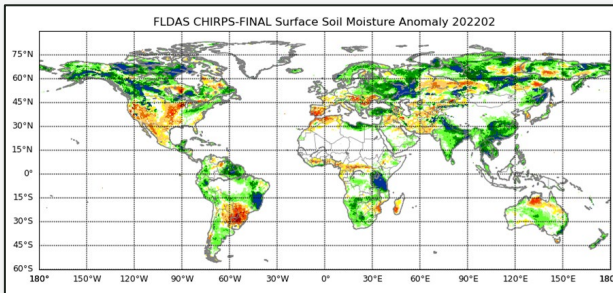 FLDAS CHIRPS-FINAL Surface Soil Moisture Anomaly 202202
75°N
60°N
45°N
30°N
15°N
0°
15°S
30°S
45°S
60°S
180° 150°W 120°W 90°W 60°W 30°W 0° 30°E 60°E 90°E 120°E 150°E 180